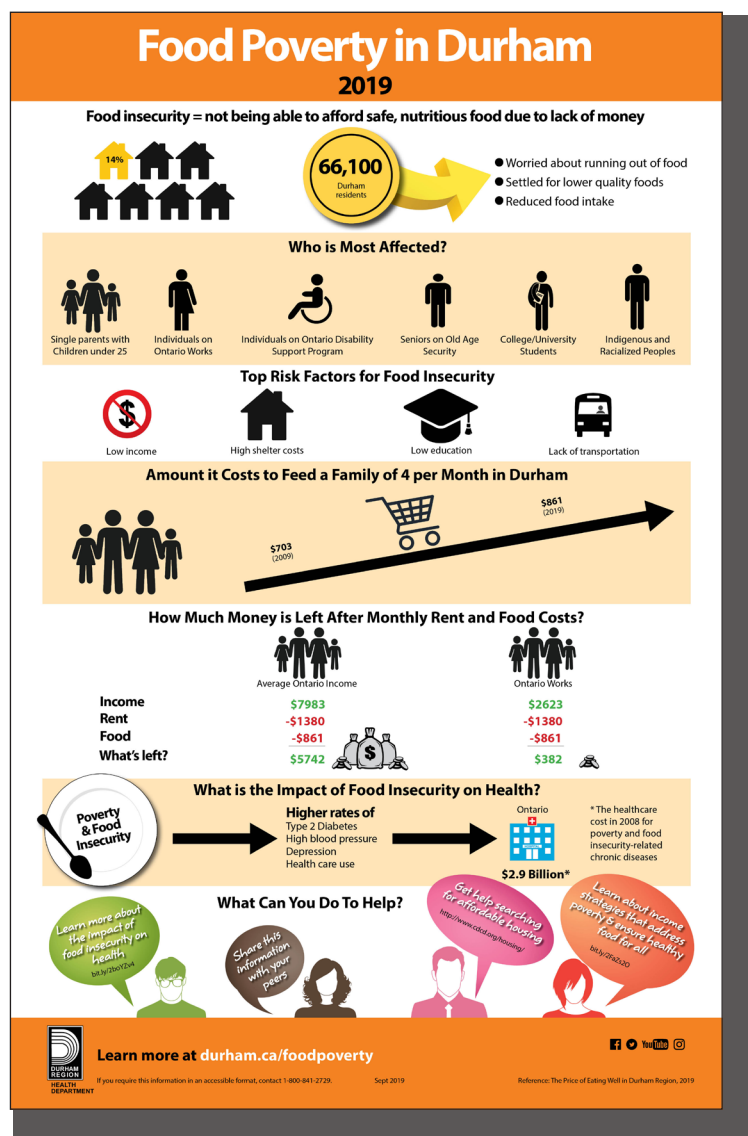 Food Poverty in Durham
2019
Food insecurity = not being able to afford safe, nutritious food due to lack of money
14%
66,100
Durham
residents
Worried about running out of food
Settled for lower quality foods
Reduced food intake
Who is Most Affected?
Single parents with
Children under 25
Individuals on
Ontario Works
Individuals on Ontario Disability
Support Program
Seniors on Old Age
Security
College/University
Students
Indigenous and
Racialized Peoples
Top Risk Factors for Food Insecurity
$
Low income
High shelter costs
Low education
Lack of transportation
Amount it Costs to Feed a Family of 4 per Month in Durham
$703
(2009)
$861
(2019)
How Much Money is Left After Monthly Rent and Food Costs?
Average Ontario Income
Ontario Works
Income $7983 $2623
Rent -$1380 -$1380
Food -$861 -$861
What's left? $5742 $382
$
What is the Impact of Food Insecurity on Health?
Poverty
& Food
Insecurity
Higher rates of
Type 2 Diabetes
High blood pressure
Depression
Health care use
Ontario
HOSPITAL
$2.9 Billion*
* The healthcare
cost in 2008 for
poverty and food
insecurity-related
chronic diseases
What Can You Do To Help?
Learn more about
the impact of
food insecurity on
health
bit.ly/2boYZv4
Share this
information
with your
peers
Get help searching
for affordable housing
http://www.cdcd.org/housing/
Learn about income
strategies that address
poverty & ensure healthy
food for all
bit.ly/2FaZs2O
DURHAM
REGION
HEALTH
DEPARTMENT
Learn more at durham.ca/foodpoverty
YouTube
If you require this information in an accessible format, contact 1-800-841-2729.
Sept 2019
Reference: The Price of Eating Well in Durham Region, 2019